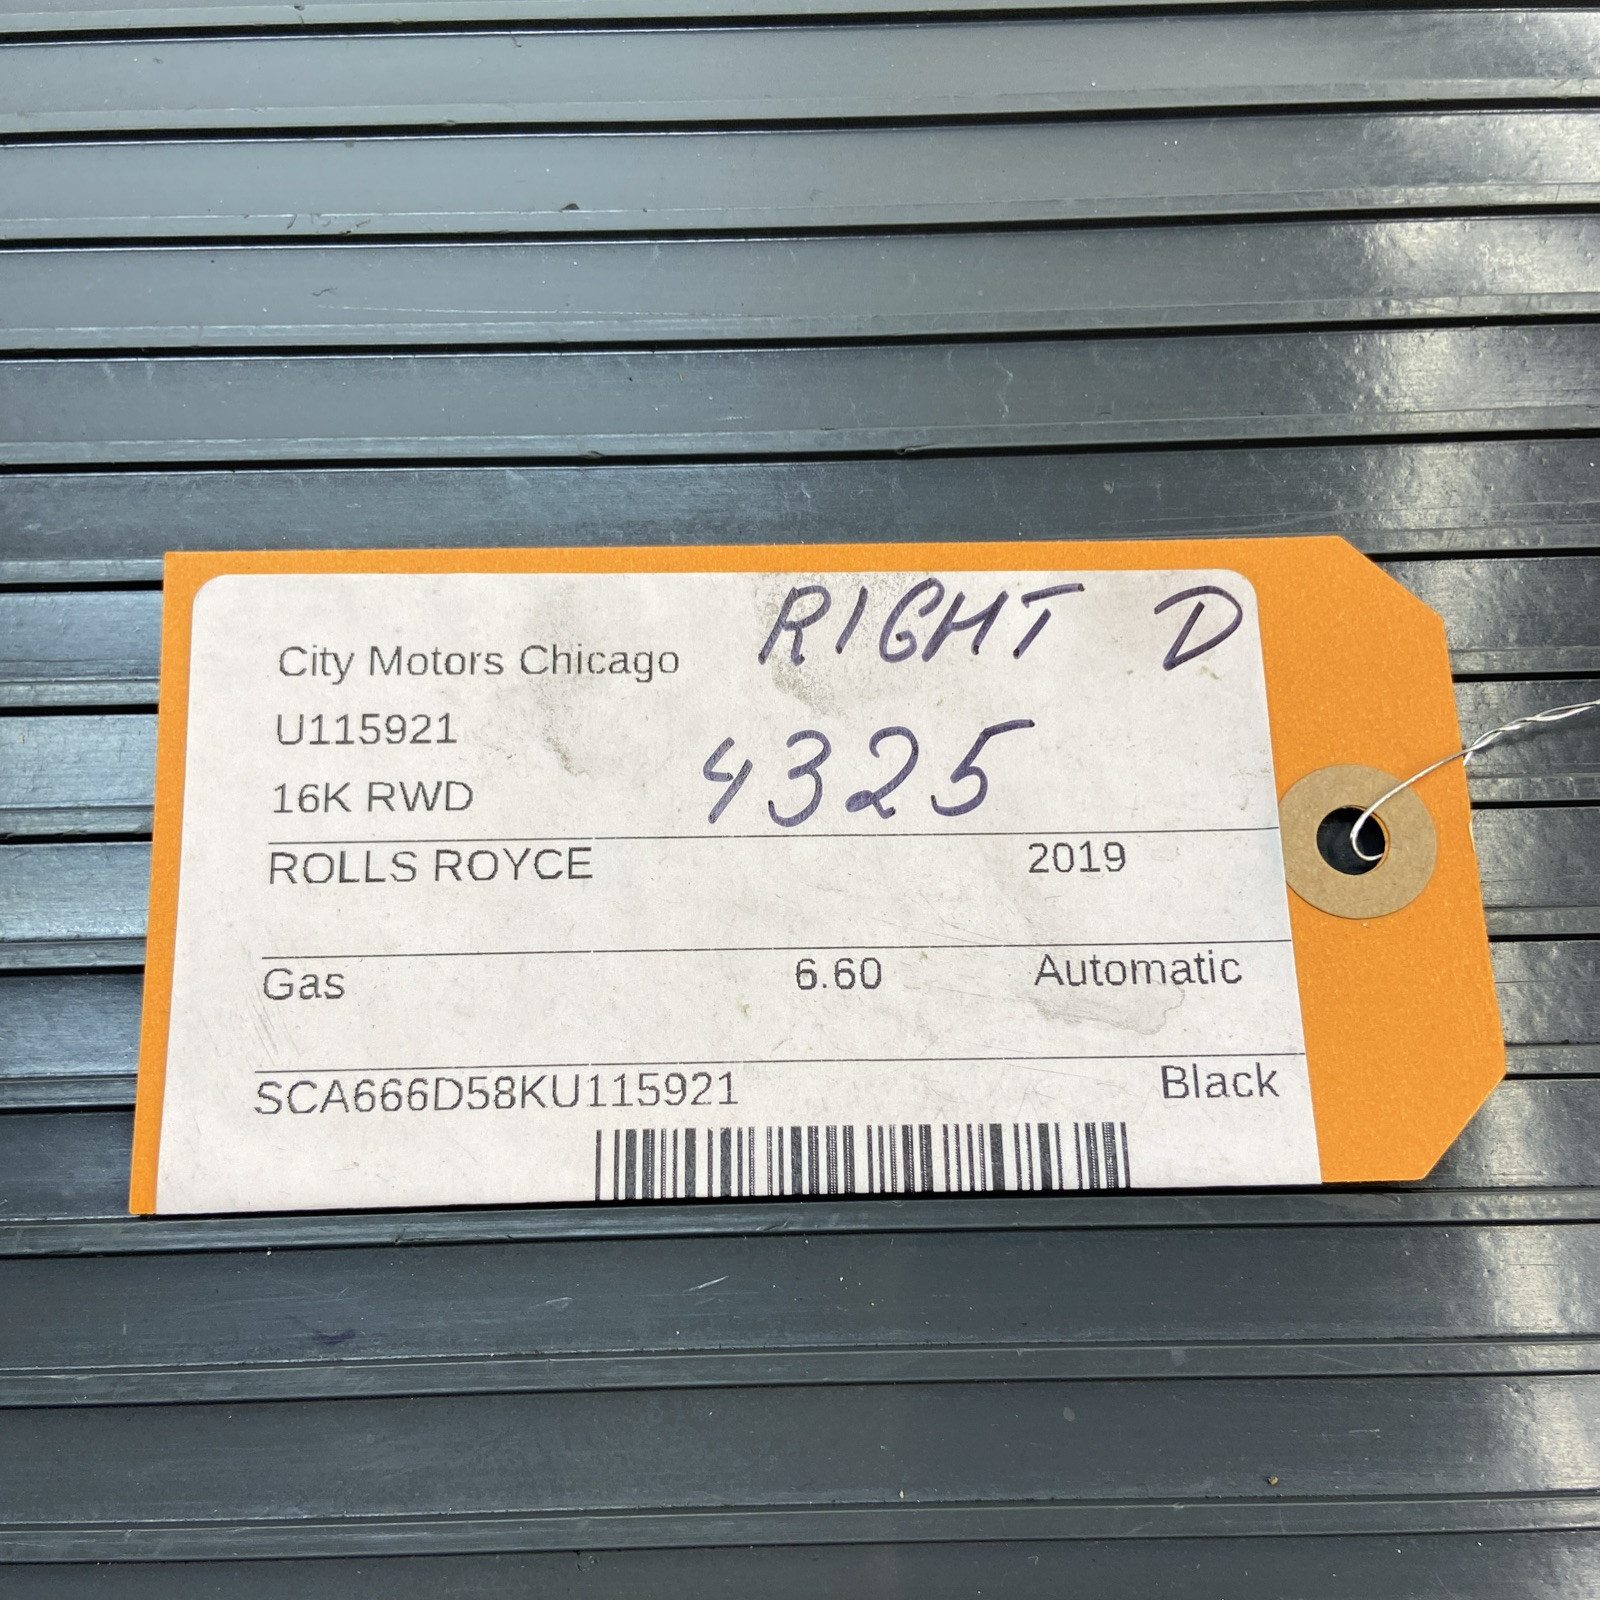 RIGHT D
City Motors Chicago
U115921
4325
16K RWD
ROLLS ROYCE 2019
Gas 6.60 Automatic
SCA666D58KU115921 Black